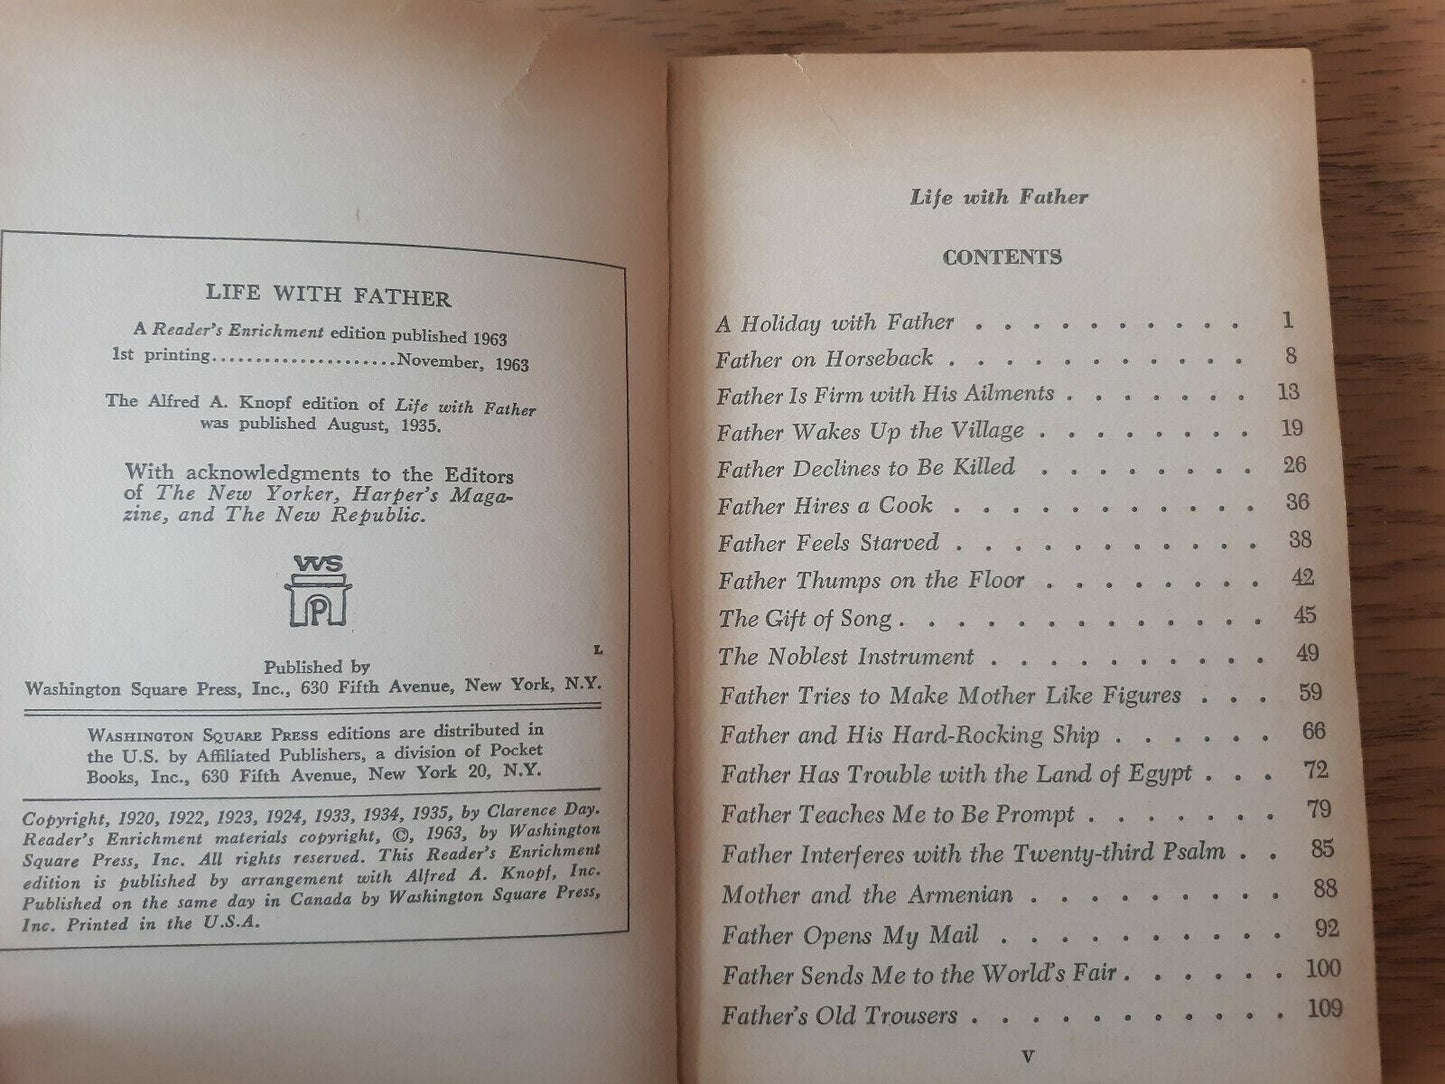 LIFE WITH FATHER
A Reader's Enrichment edition published 1963
1st printing.....................November, 1963
The Alfred A. Knopf edition of Life with Father
was published August, 1935.
With acknowledgments to the Editors
of The New Yorker, Harper's Maga-
zine, and The New Republic.
WS
P
L
Published by
Washington Square Press, Inc., 630 Fifth Avenue, New York, N.Y.
WASHINGTON SQUARE PRESS editions are distributed in
the U.S. by Affiliated Publishers, a division of Pocket
Books, Inc., 630 Fifth Avenue, New York 20, N.Y.
Copyright, 1920, 1922, 1923, 1924, 1933, 1934, 1935, by Clarence Day.
Reader's Enrichment materials copyright, ©, 1963, by Washington
Square Press, Inc. All rights reserved. This Reader's Enrichment
edition is published by arrangement with Alfred A. Knopf, Inc.
Published on the same day in Canada by Washington Square Press,
Inc. Printed in the U.S.A.
Life with Father
CONTENTS
A Holiday with Father . . . . . . . . . . 1
Father on Horseback . . . . . . . . . . . 8
Father Is Firm with His Ailments . . . . . . . 13
Father Wakes Up the Village . . . . . . . . 19
Father Declines to Be Killed . . . . . . . . 26
Father Hires a Cook . . . . . . . . . . . 36
Father Feels Starved . . . . . . . . . . . 38
Father Thumps on the Floor . . . . . . . . 42
The Gift of Song . . . . . . . . . . . . . 45
The Noblest Instrument . . . . . . . . . . 49
Father Tries to Make Mother Like Figures . . . 59
Father and His Hard-Rocking Ship . . . . . . 66
Father Has Trouble with the Land of Egypt . . . 72
Father Teaches Me to Be Prompt . . . . . . . 79
Father Interferes with the Twenty-third Psalm . . 85
Mother and the Armenian . . . . . . . . . 88
Father Opens My Mail . . . . . . . . . . 92
Father Sends Me to the World's Fair . . . . . . 100
Father's Old Trousers . . . . . . . . . . . 109
V